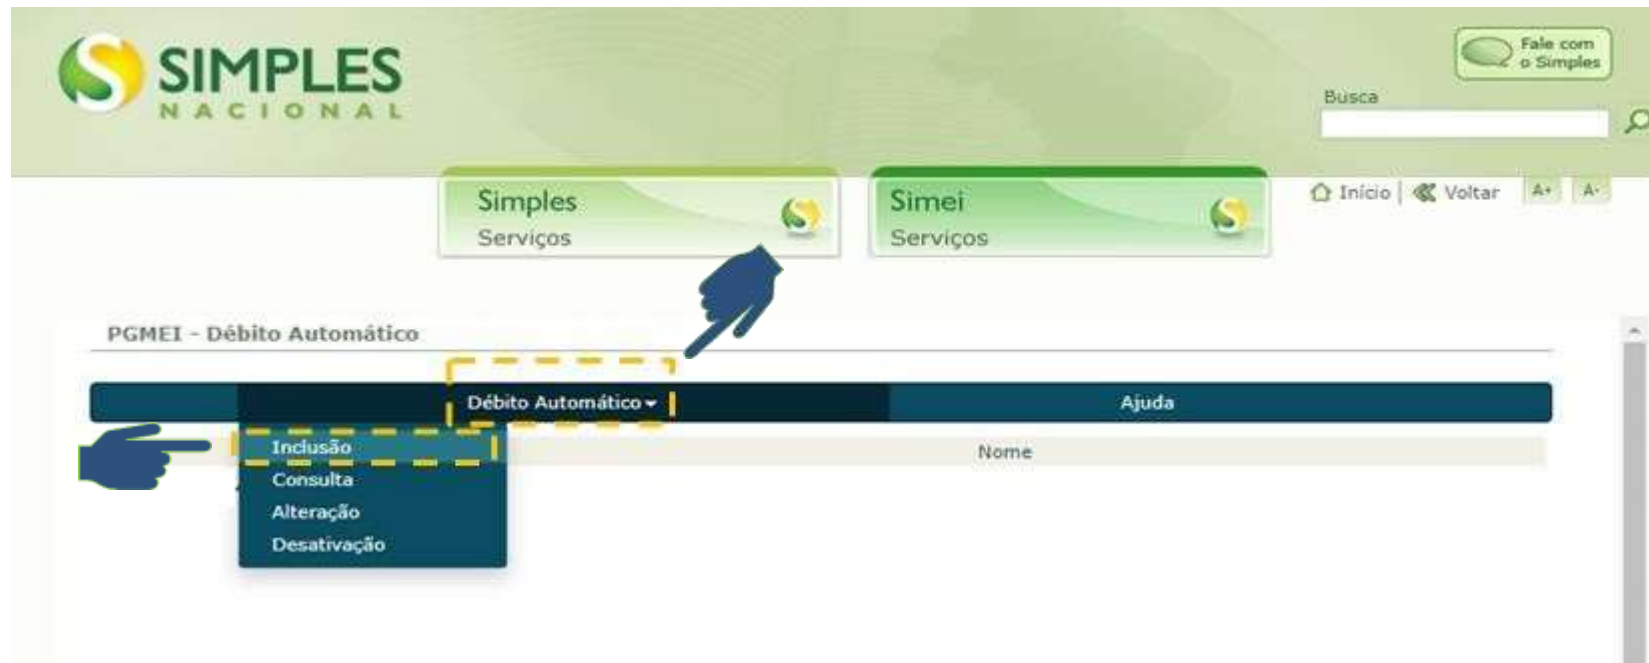 SIMPLES
NACIONAL
Fale com
o Simples
Busca
Simples
Serviços
Simei
Serviços
Início | Voltar A+ A-
PGMEI - Débito Automático
Débito Automático Ajuda
Inclusão
Nome
Consulta
Alteração
Desativação